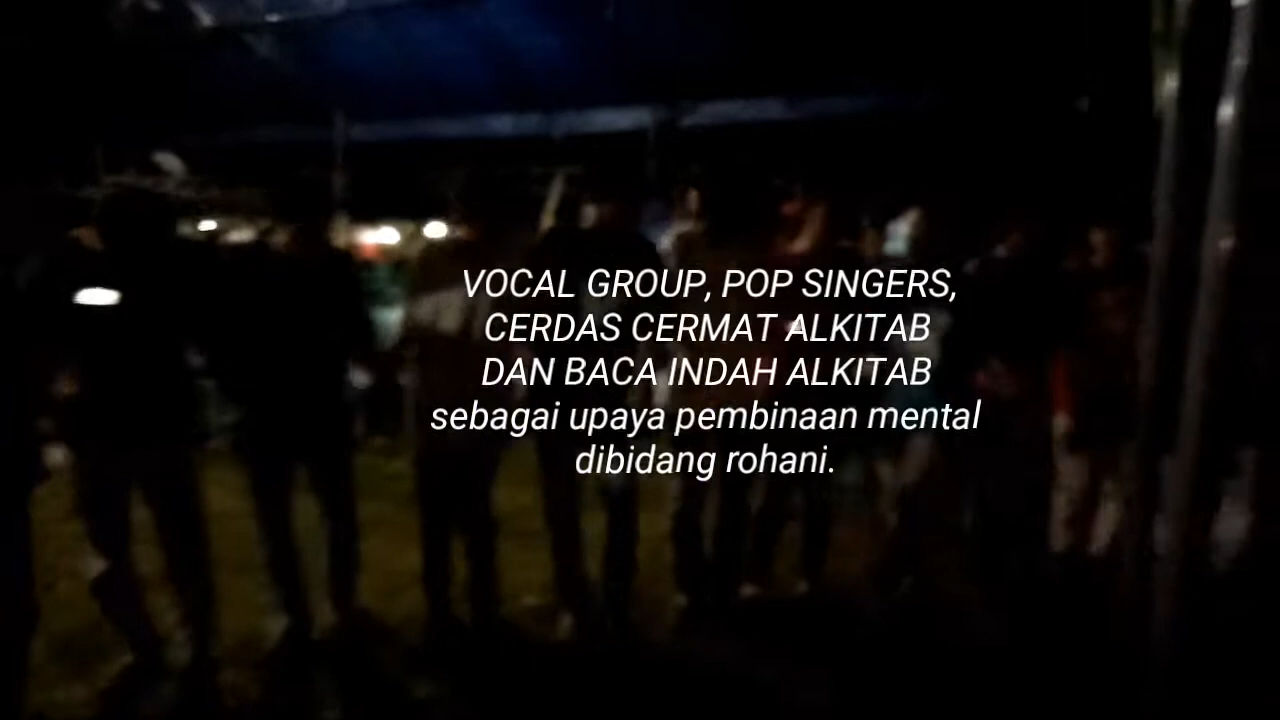 VOCAL GROUP, POP SINGERS,
CERDAS CERMAT ALKITAB
DAN BACA INDAH ALKITAB
sebagai upaya pembinaan mental
dibidang rohani.